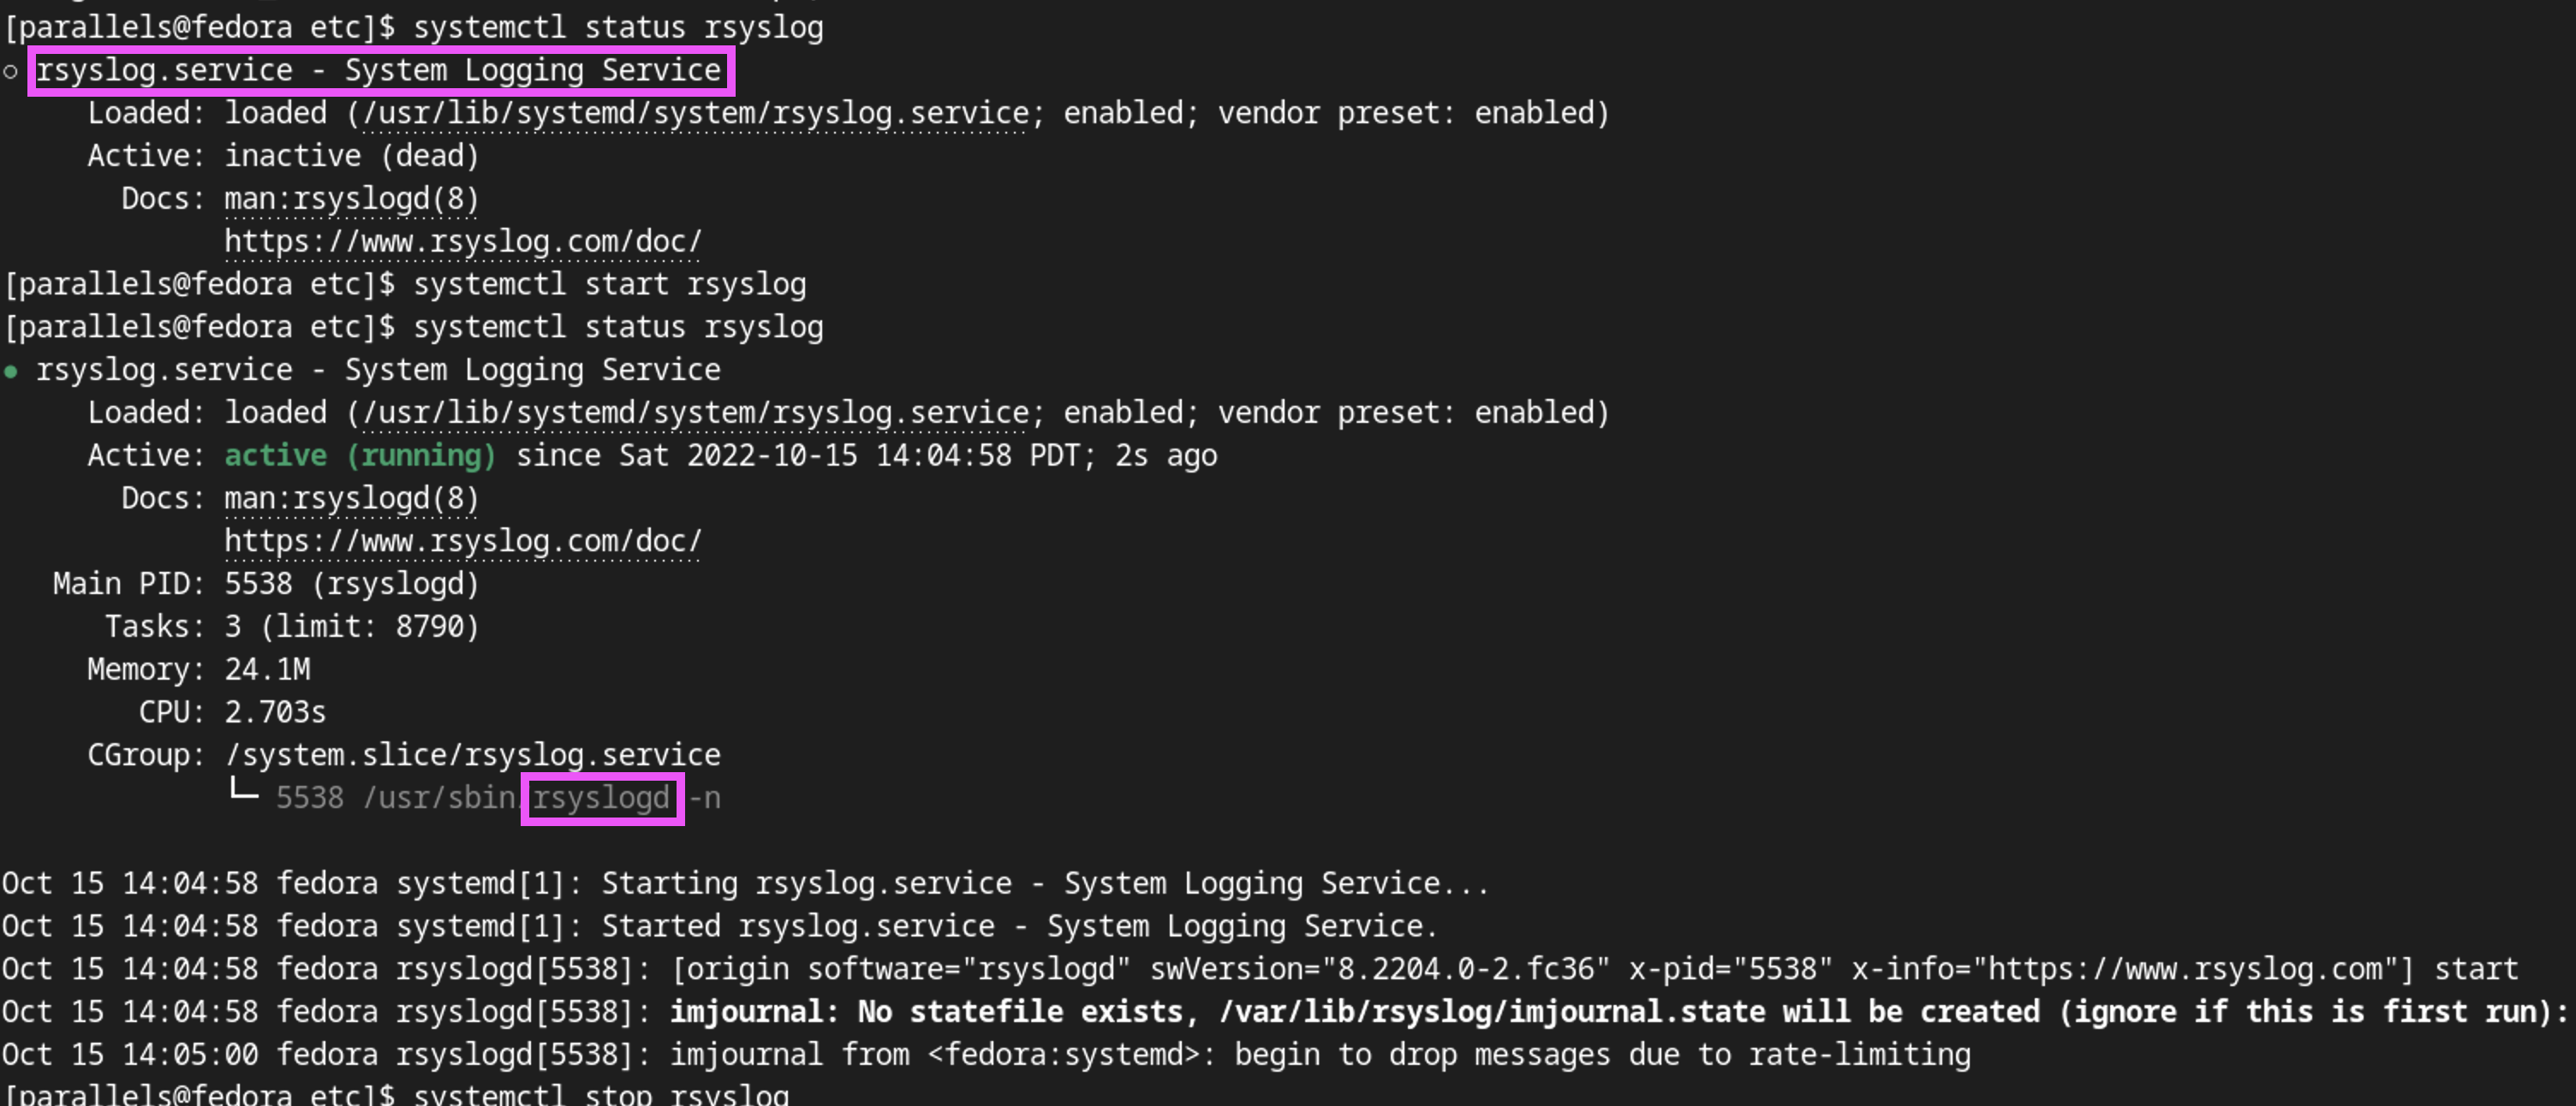 [parallels@fedora etc]$ systemctl status rsyslog
○ rsyslog.service - System Logging Service
Loaded: loaded (/usr/lib/systemd/system/rsyslog.service; enabled; vendor preset: enabled)
Active: inactive (dead)
Docs: man:rsyslogd(8)
https://www.rsyslog.com/doc/
[parallels@fedora etc]$ systemctl start rsyslog
[parallels@fedora etc]$ systemctl status rsyslog
● rsyslog.service - System Logging Service
Loaded: loaded (/usr/lib/systemd/system/rsyslog.service; enabled; vendor preset: enabled)
Active: active (running) since Sat 2022-10-15 14:04:58 PDT; 2s ago
Docs: man:rsyslogd(8)
https://www.rsyslog.com/doc/
Main PID: 5538 (rsyslogd)
Tasks: 3 (limit: 8790)
Memory: 24.1M
CPU: 2.703s
CGroup: /system.slice/rsyslog.service
└─ 5538 /usr/sbin/rsyslogd -n
Oct 15 14:04:58 fedora systemd[1]: Starting rsyslog.service - System Logging Service...
Oct 15 14:04:58 fedora systemd[1]: Started rsyslog.service - System Logging Service.
Oct 15 14:04:58 fedora rsyslogd[5538]: [origin software="rsyslogd" swVersion="8.2204.0-2.fc36" x-pid="5538" x-info="https://www.rsyslog.com"] start
Oct 15 14:04:58 fedora rsyslogd[5538]: imjournal: No statefile exists, /var/lib/rsyslog/imjournal.state will be created (ignore if this is first run):
Oct 15 14:05:00 fedora rsyslogd[5538]: imjournal from <fedora:systemd>: begin to drop messages due to rate-limiting
[parallels@fedora etc]$ systemctl stop rsyslog